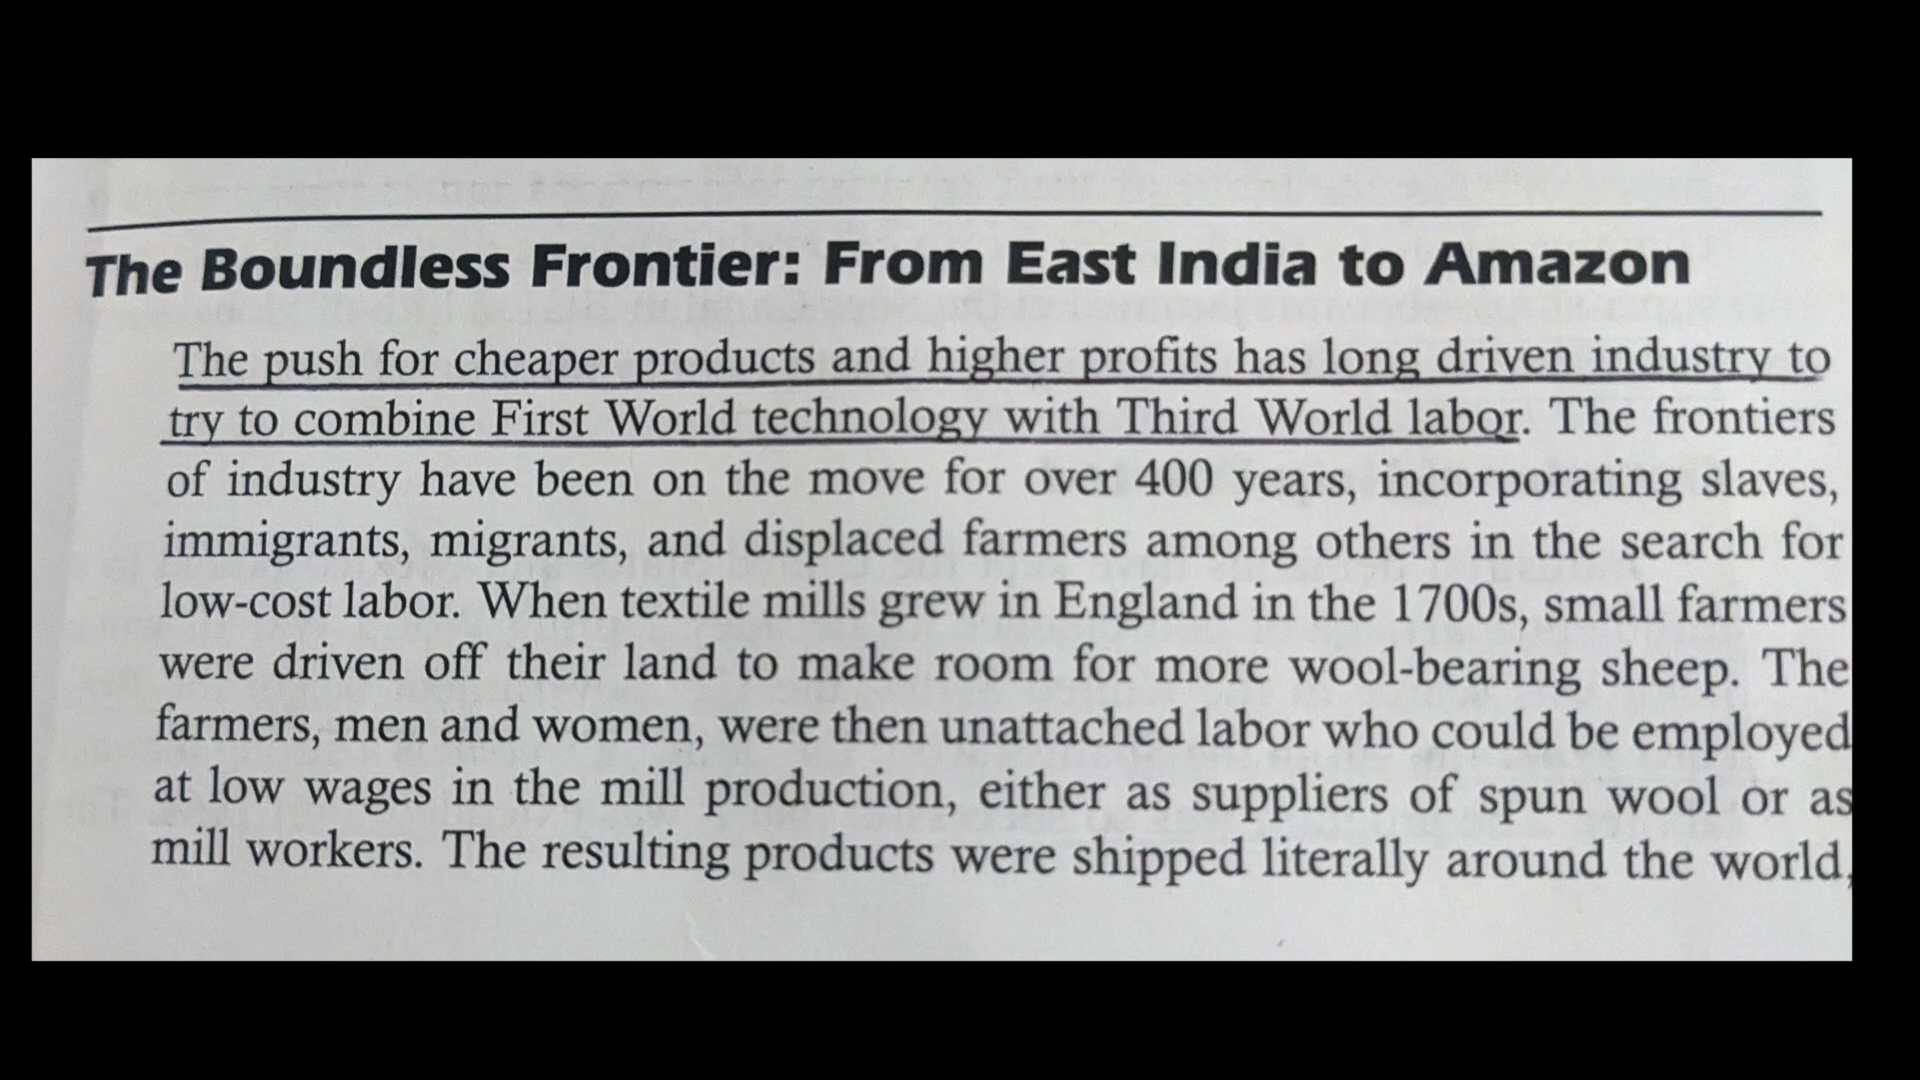 The Boundless Frontier: From East India to Amazon
The push for cheaper products and higher profits has long driven industry to
try to combine First World technology with Third World labor. The frontiers
of industry have been on the move for over 400 years, incorporating slaves,
immigrants, migrants, and displaced farmers among others in the search for
low-cost labor. When textile mills grew in England in the 1700s, small farmers
were driven off their land to make room for more wool-bearing sheep. The
farmers, men and women, were then unattached labor who could be employed
at low wages in the mill production, either as suppliers of spun wool or as
mill workers. The resulting products were shipped literally around the world,